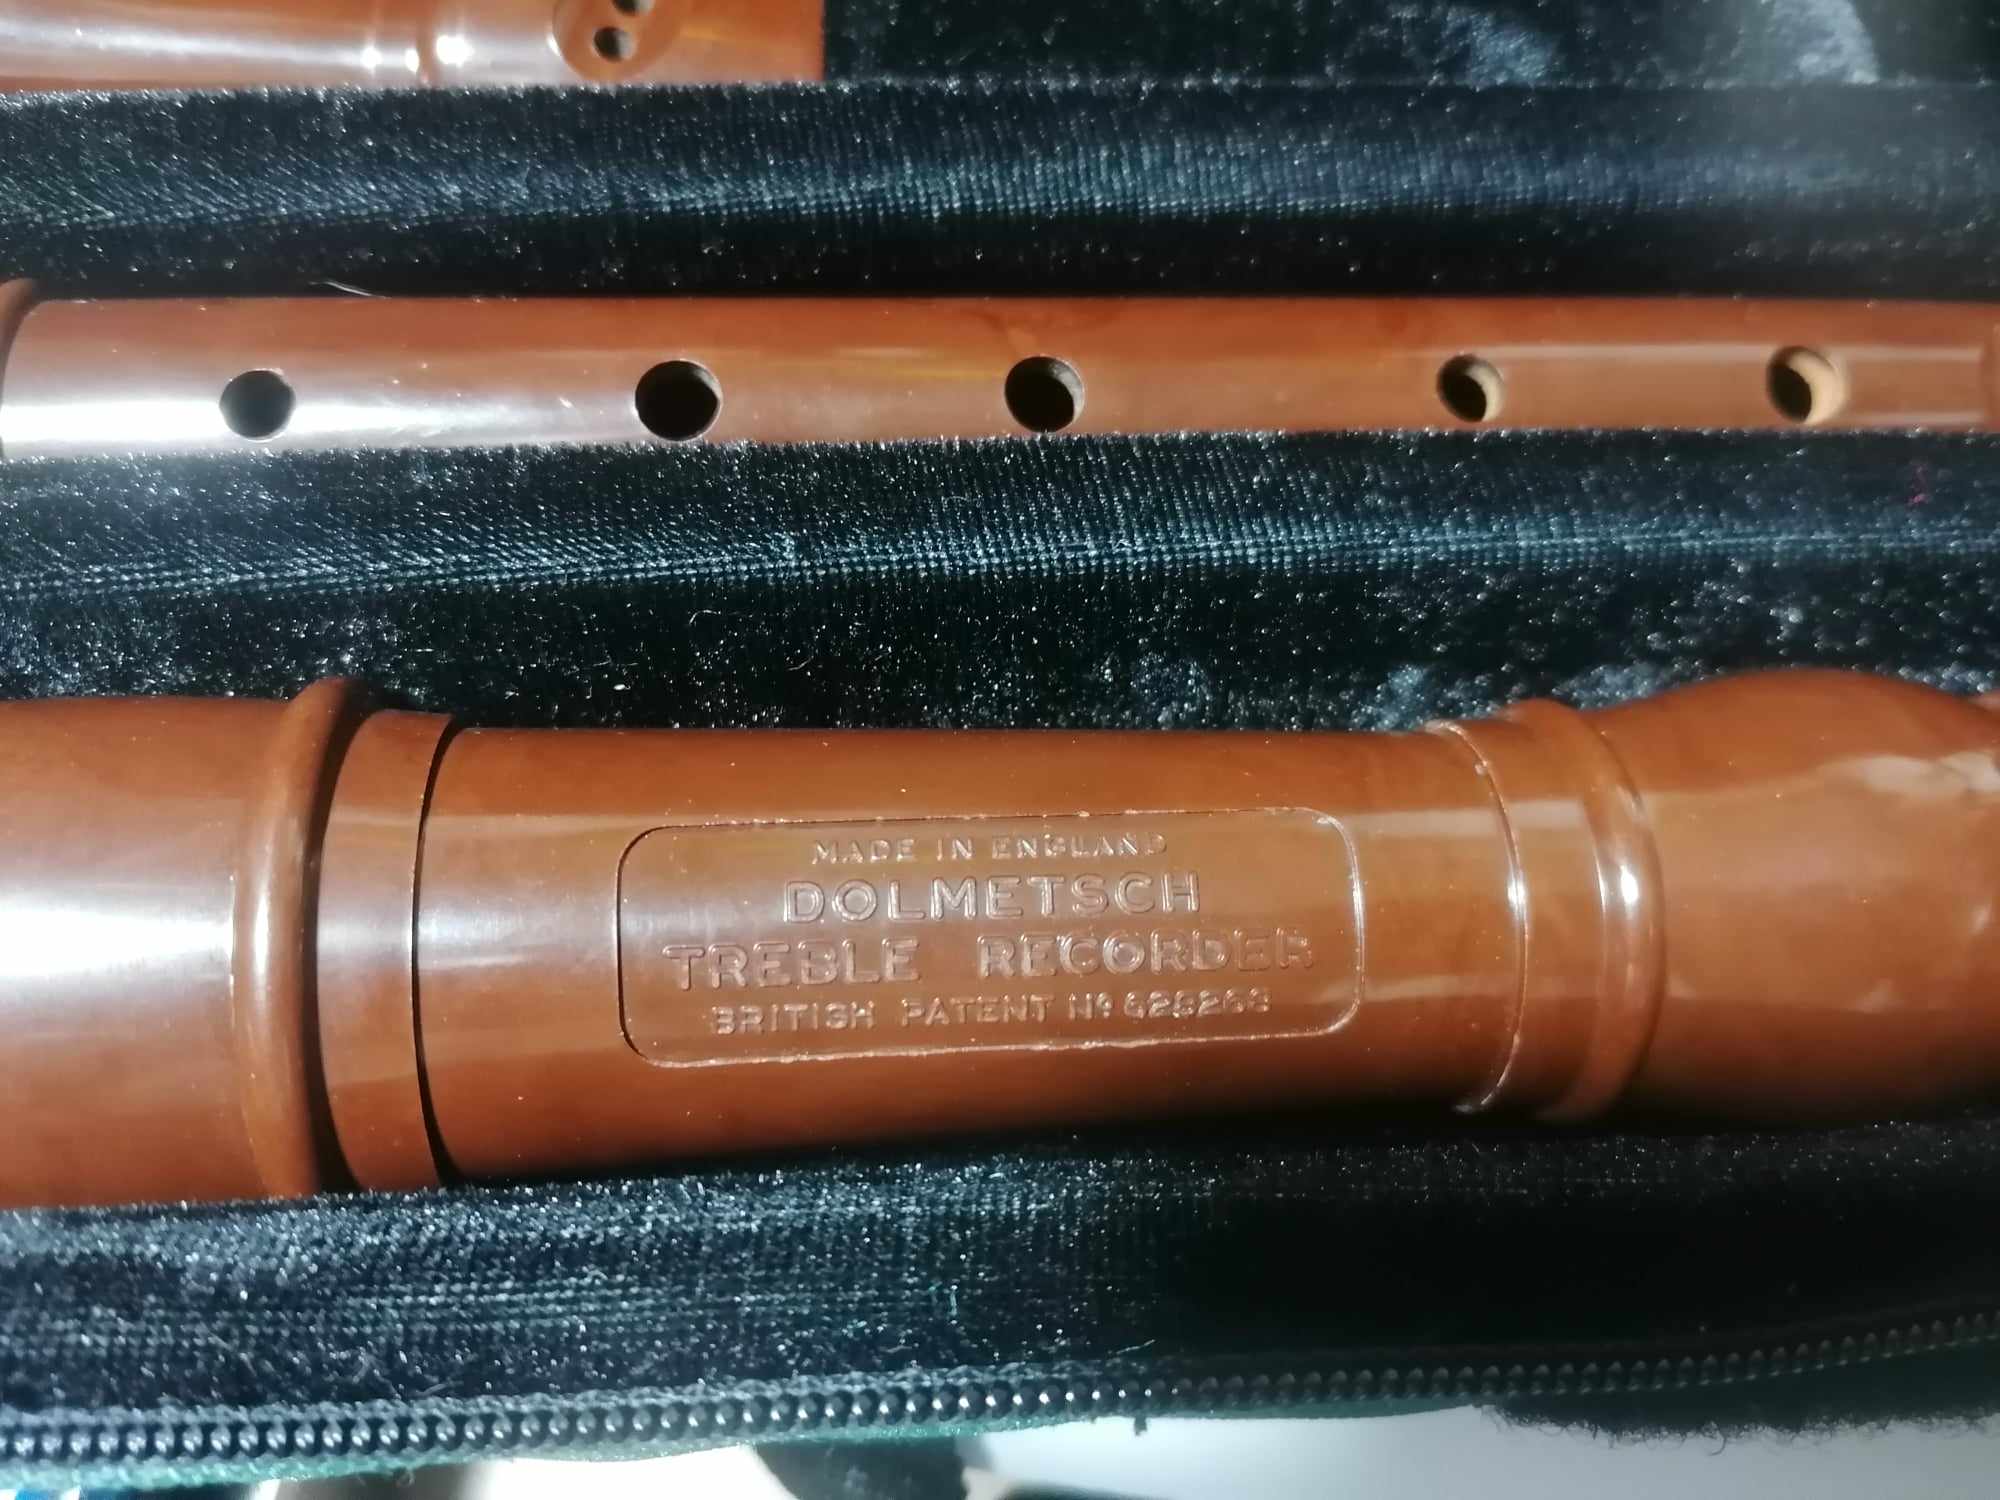 MADE IN ENGLAND
DOLMETSCH
TREBLE RECORDER
BRITISH PATENT Nº 628268